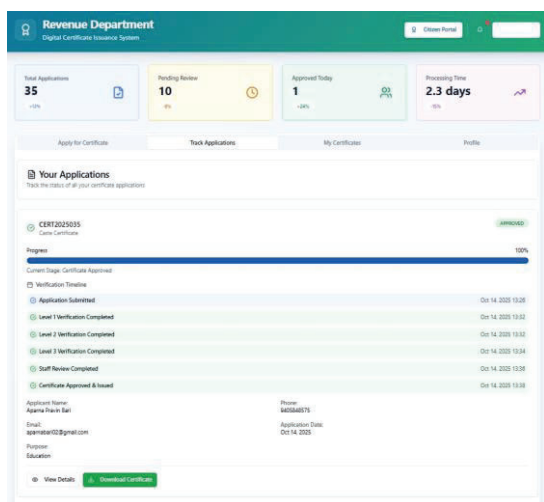 Revenue Department
Digital Certificate Issuance System
Citizen Portal
Total Applications
35
Pending Review
10
Approved Today
1
Processing Time
2.3 days
Apply for Certificate
Track Applications
My Certificates
Profile
Your Applications
Track the status of all your certificate applications
CERT2025035
APPROVED
Caste Certificate
Progress
100%
Current Stage: Certificate Approved
Verification Timeline
Application Submitted
Oct 14, 2025 13:28
Level 1 Verification Completed
Oct 14, 2025 13:32
Level 2 Verification Completed
Oct 14, 2025 13:32
Level 3 Verification Completed
Oct 14, 2025 13:34
Staff Review Completed
Oct 14, 2025 13:38
Certificate Approved & Issued
Oct 14, 2025 13:38
Applicant Name:
Aparna Pravin Bari
Phone:
9405848575
Email:
aparnabari02@gmail.com
Application Date:
Oct 14, 2025
Purpose:
Education
View Details
Download Certificate